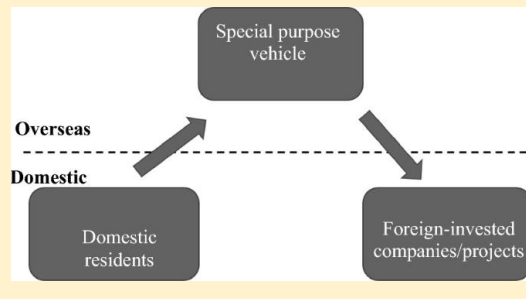 Special purpose
vehicle
Overseas
Domestic
Domestic
residents
Foreign-invested
companies/projects